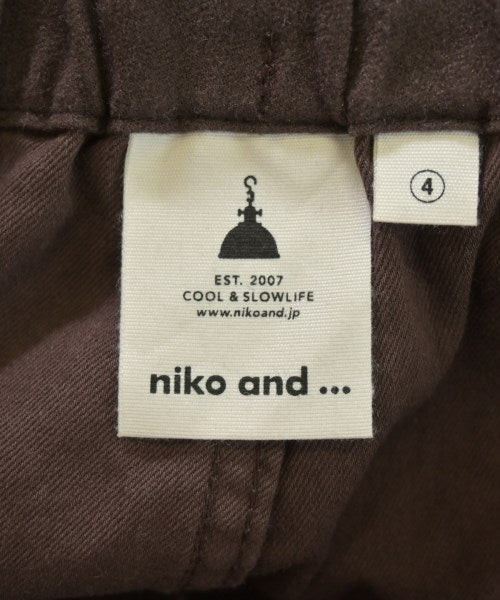 ④
EST. 2007
COOL & SLOWLIFE
www.nikoand.jp
niko and ...